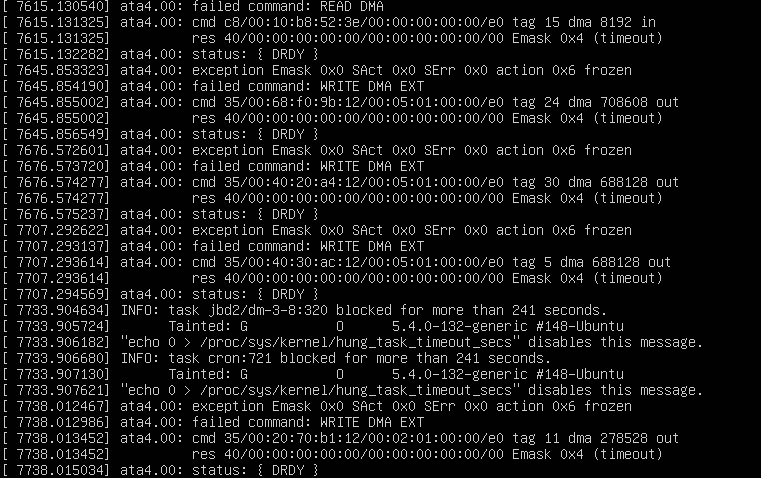 [ 7615.130540] ata4.00: failed command: READ DMA
[ 7615.131325] ata4.00: cmd c8/00:10:b8:52:3e/00:00:00:00:00/e0 tag 15 dma 8192 in
[ 7615.131325]          res 40/00:00:00:00:00/00:00:00:00:00/00 Emask 0x4 (timeout)
[ 7615.132282] ata4.00: status: { DRDY }
[ 7645.853323] ata4.00: exception Emask 0x0 SAct 0x0 SErr 0x0 action 0x6 frozen
[ 7645.854190] ata4.00: failed command: WRITE DMA EXT
[ 7645.855002] ata4.00: cmd 35/00:68:f0:9b:12/00:05:01:00:00/e0 tag 24 dma 708608 out
[ 7645.855002]          res 40/00:00:00:00:00/00:00:00:00:00/00 Emask 0x4 (timeout)
[ 7645.856549] ata4.00: status: { DRDY }
[ 7676.572601] ata4.00: exception Emask 0x0 SAct 0x0 SErr 0x0 action 0x6 frozen
[ 7676.573720] ata4.00: failed command: WRITE DMA EXT
[ 7676.574277] ata4.00: cmd 35/00:40:20:a4:12/00:05:01:00:00/e0 tag 30 dma 688128 out
[ 7676.574277]          res 40/00:00:00:00:00/00:00:00:00:00/00 Emask 0x4 (timeout)
[ 7676.575237] ata4.00: status: { DRDY }
[ 7707.292622] ata4.00: exception Emask 0x0 SAct 0x0 SErr 0x0 action 0x6 frozen
[ 7707.293137] ata4.00: failed command: WRITE DMA EXT
[ 7707.293614] ata4.00: cmd 35/00:40:30:ac:12/00:05:01:00:00/e0 tag 5 dma 688128 out
[ 7707.293614]          res 40/00:00:00:00:00/00:00:00:00:00/00 Emask 0x4 (timeout)
[ 7707.294569] ata4.00: status: { DRDY }
[ 7733.904634] INFO: task jbd2/dm-3-8:320 blocked for more than 241 seconds.
[ 7733.905724]       Tainted: G           O      5.4.0-132-generic #148-Ubuntu
[ 7733.906182] "echo 0 > /proc/sys/kernel/hung_task_timeout_secs" disables this message.
[ 7733.906680] INFO: task cron:721 blocked for more than 241 seconds.
[ 7733.907130]       Tainted: G           O      5.4.0-132-generic #148-Ubuntu
[ 7733.907621] "echo 0 > /proc/sys/kernel/hung_task_timeout_secs" disables this message.
[ 7738.012467] ata4.00: exception Emask 0x0 SAct 0x0 SErr 0x0 action 0x6 frozen
[ 7738.012986] ata4.00: failed command: WRITE DMA EXT
[ 7738.013452] ata4.00: cmd 35/00:20:70:b1:12/00:02:01:00:00/e0 tag 11 dma 278528 out
[ 7738.013452]          res 40/00:00:00:00:00/00:00:00:00:00/00 Emask 0x4 (timeout)
[ 7738.015034] ata4.00: status: { DRDY }